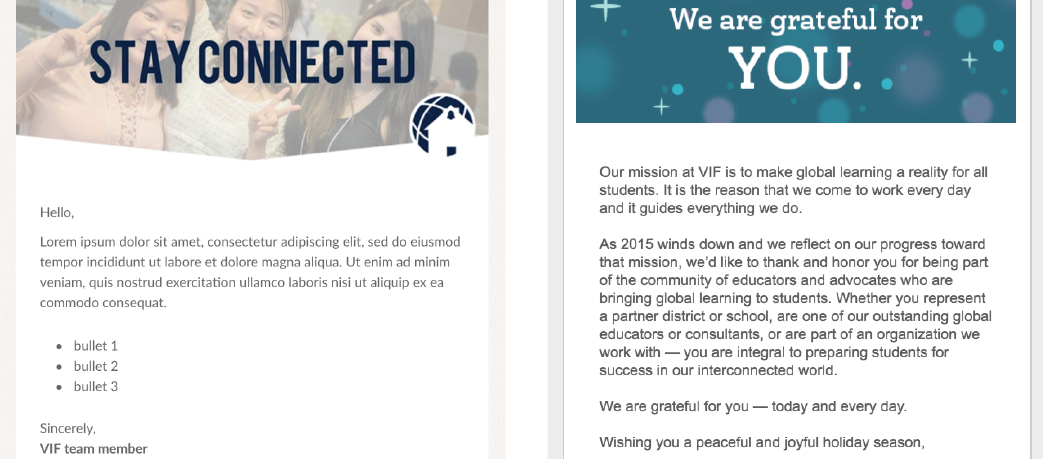 STAY CONNECTED
Hello,
Lorem ipsum dolor sit amet, consectetur adipiscing elit, sed do eiusmod
tempor incididunt ut labore et dolore magna aliqua. Ut enim ad minim
veniam, quis nostrud exercitation ullamco laboris nisi ut aliquip ex ea
commodo consequat.
• bullet 1
• bullet 2
• bullet 3
Sincerely,
VIF team member
We are grateful for
YOU.
Our mission at VIF is to make global learning a reality for all
students. It is the reason that we come to work every day
and it guides everything we do.
As 2015 winds down and we reflect on our progress toward
that mission, we’d like to thank and honor you for being part
of the community of educators and advocates who are
bringing global learning to students. Whether you represent
a partner district or school, are one of our outstanding global
educators or consultants, or are part of an organization we
work with — you are integral to preparing students for
success in our interconnected world.
We are grateful for you — today and every day.
Wishing you a peaceful and joyful holiday season,